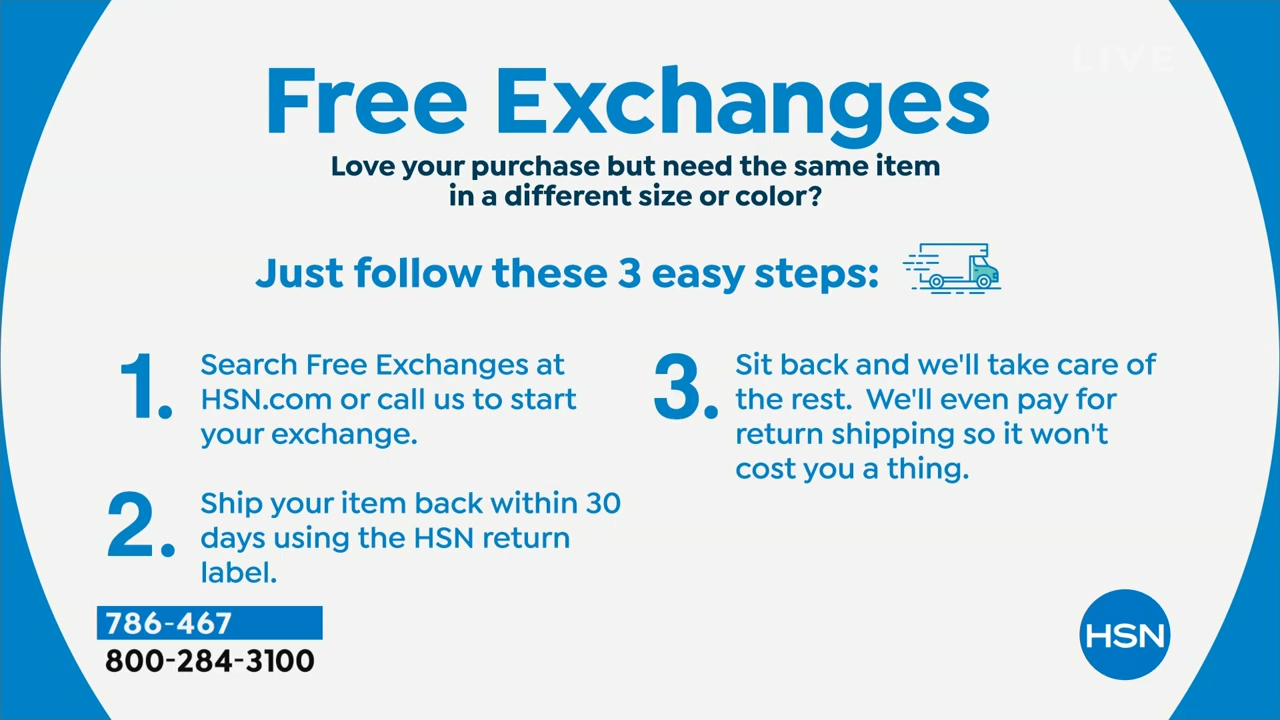 LIVE
Free Exchanges
Love your purchase but need the same item
in a different size or color?
Just follow these 3 easy steps:
1. Search Free Exchanges at
HSN.com or call us to start
your exchange.
2. Ship your item back within 30
days using the HSN return
label.
3. Sit back and we'll take care of
the rest. We'll even pay for
return shipping so it won't
cost you a thing.
786-467
800-284-3100
HSN